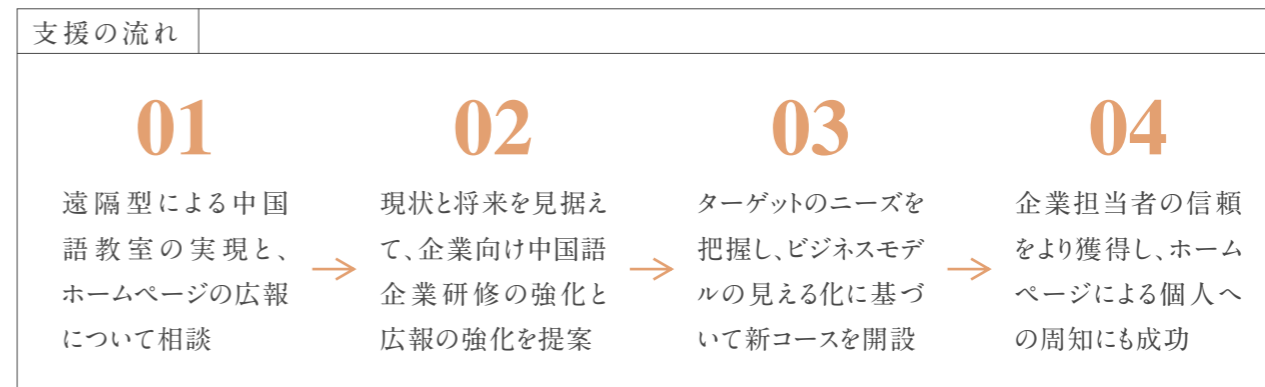 支援の流れ
01
遠隔型による中国
語教室の実現と、
ホームページの広報
について相談
→
02
現状と将来を見据え
て、企業向け中国語
企業研修の強化と
広報の強化を提案
→
03
ターゲットのニーズを
把握し、ビジネスモデ
ルの見える化に基づ
いて新コースを開設
→
04
企業担当者の信頼
をより獲得し、ホーム
ページによる個人へ
の周知にも成功